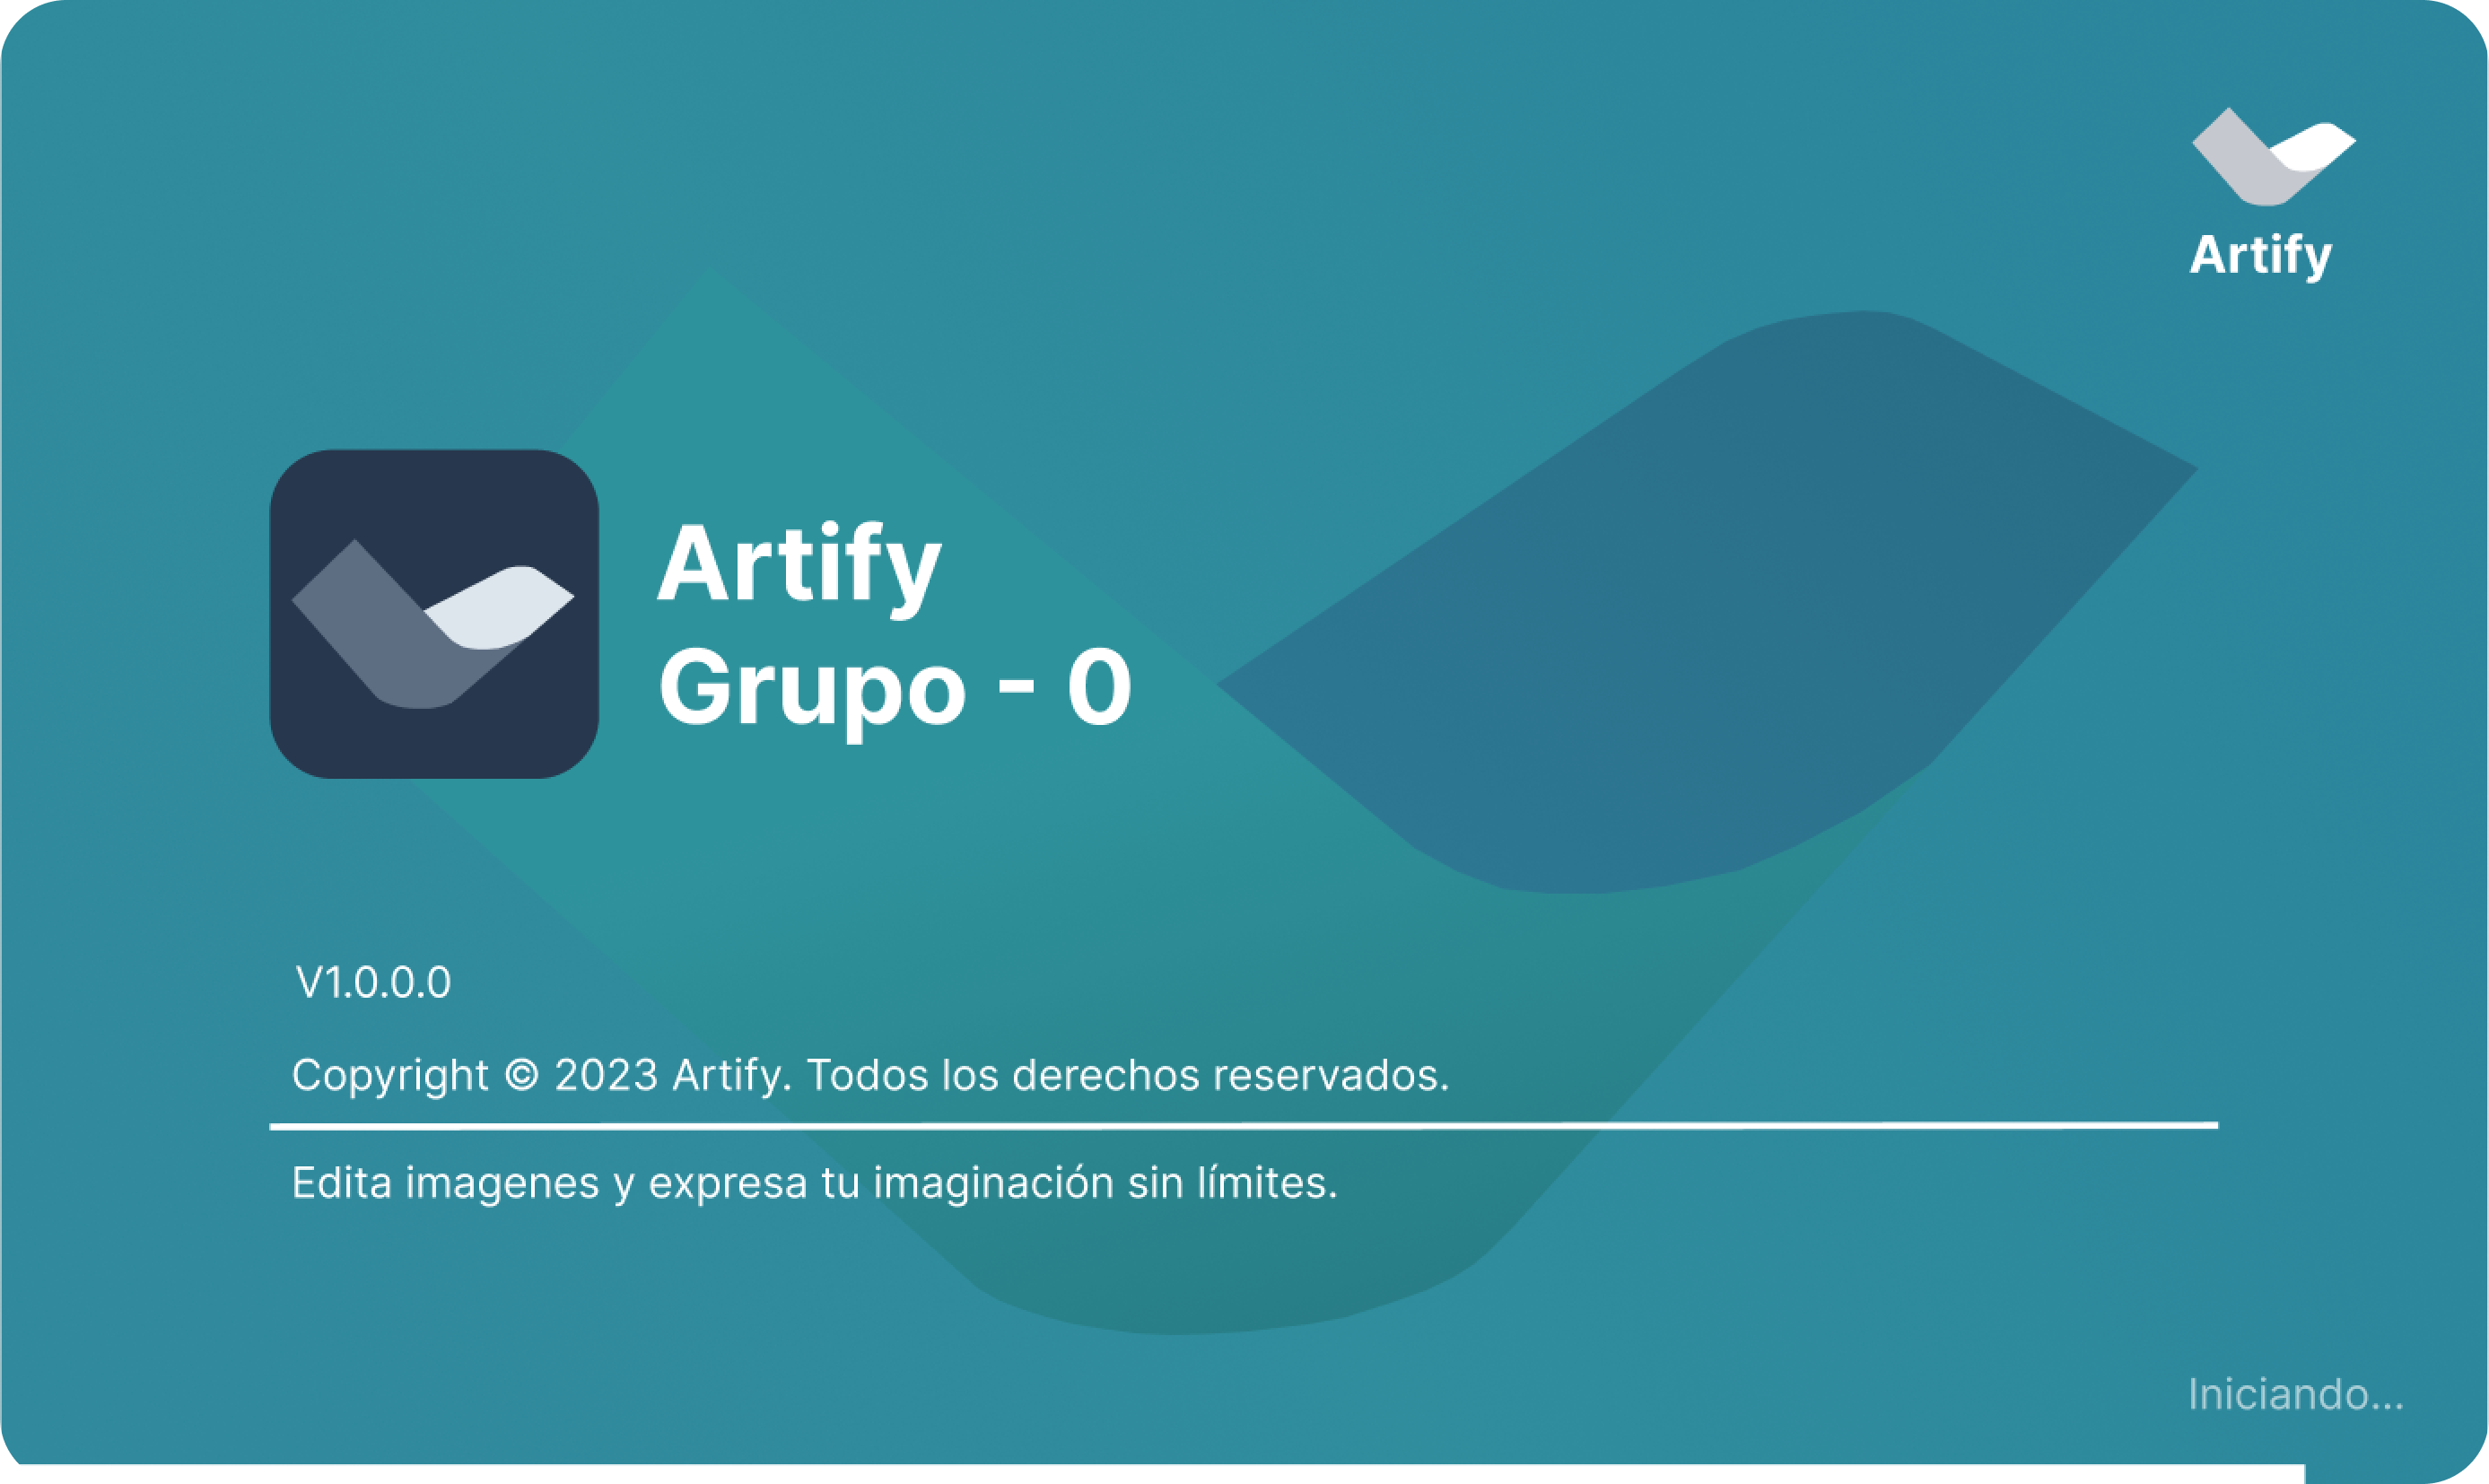 Artify
Artify
Grupo - 0
V1.0.0.0
Copyright © 2023 Artify. Todos los derechos reservados.
Edita imagenes y expresa tu imaginación sin límites.
Iniciando...